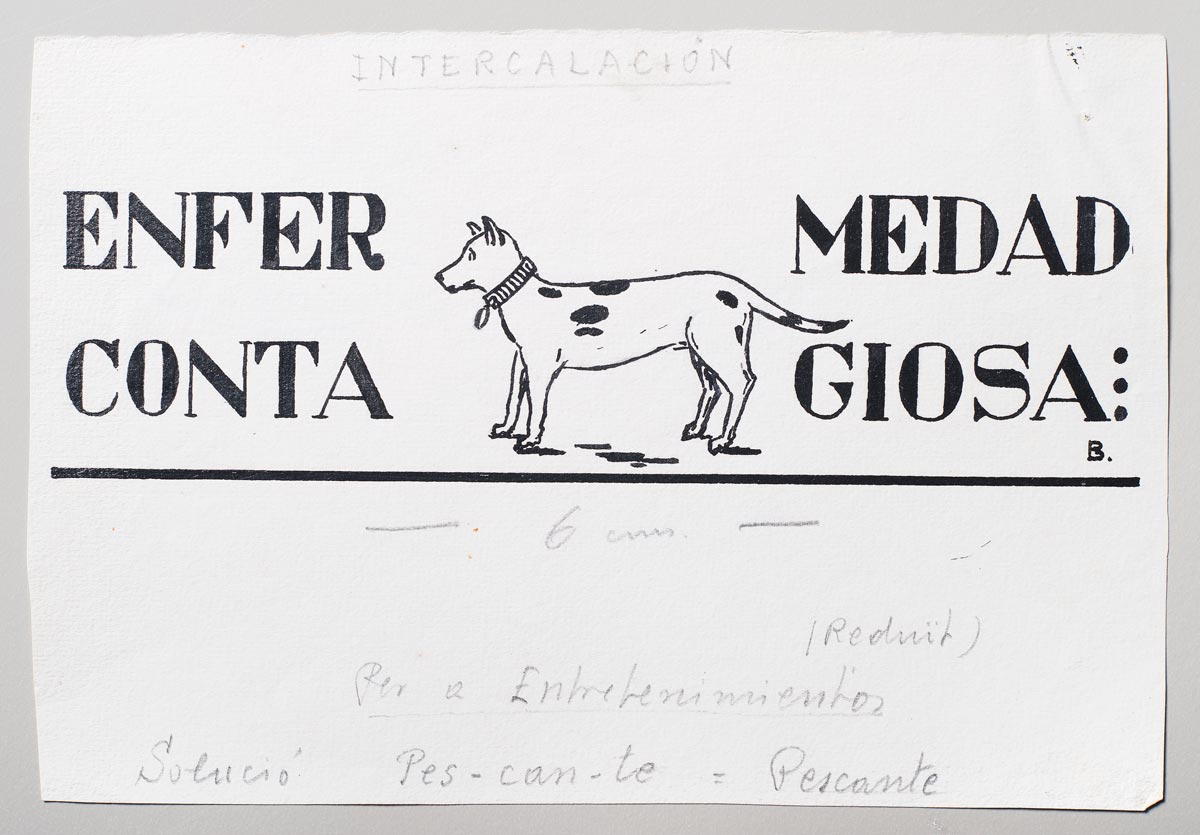 INTERCALACIÓN
ENFER MEDAD
CONTA GIOSA:
B.
— 6 cms. —
(Reduït)
Per a Entretenimientos
Solució Pes-can-te = Pescante